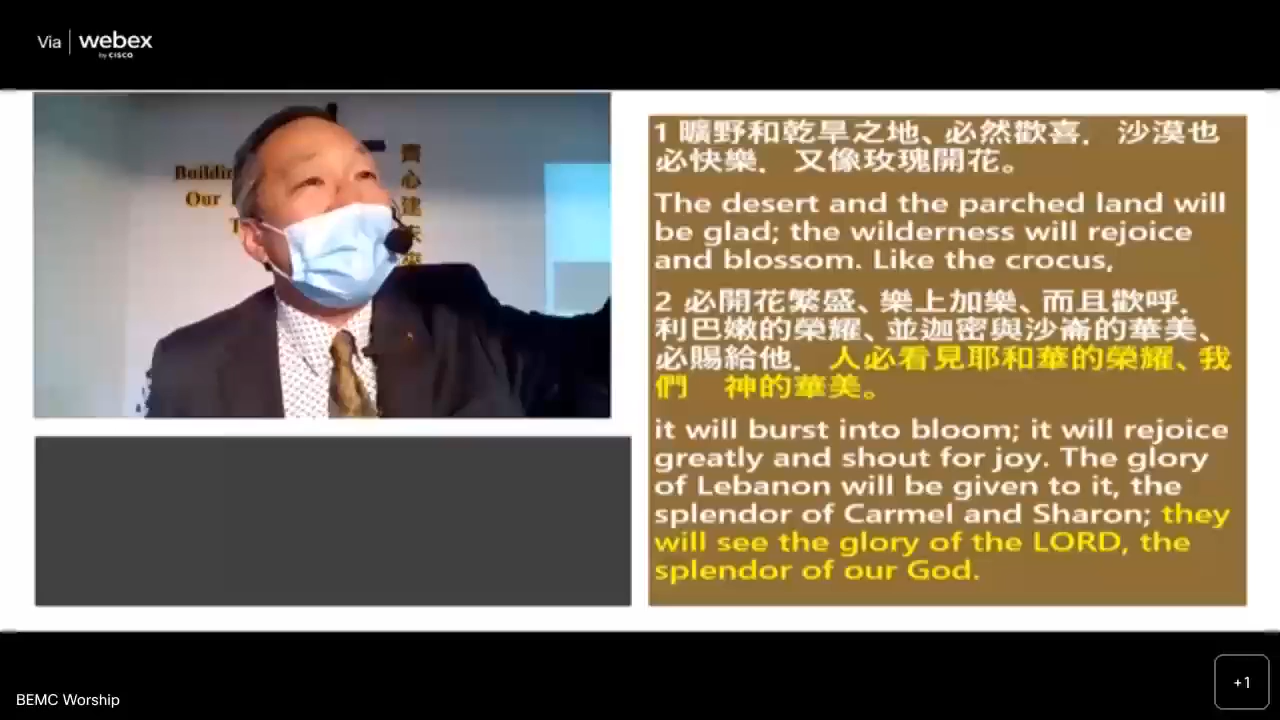 Via webex
by CISCO
Buildin
Our
心
建
1 曠野和乾旱之地、必然歡喜．沙漠也
必快樂．又像玫瑰開花。
The desert and the parched land will
be glad; the wilderness will rejoice
and blossom. Like the crocus,
2 必開花繁盛、樂上加樂、而且歡呼．
利巴嫩的榮耀、並迦密與沙崙的華美、
必賜給他．人必看見耶和華的榮耀、我
們　神的華美。
it will burst into bloom; it will rejoice
greatly and shout for joy. The glory
of Lebanon will be given to it, the
splendor of Carmel and Sharon; they
will see the glory of the LORD, the
splendor of our God.
BEMC Worship
+1